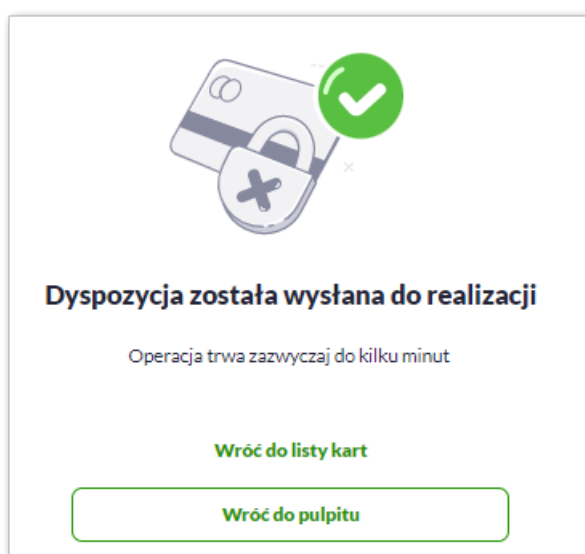 Dyspozycja została wysłana do realizacji
Operacja trwa zazwyczaj do kilku minut
Wróć do listy kart
Wróć do pulpitu